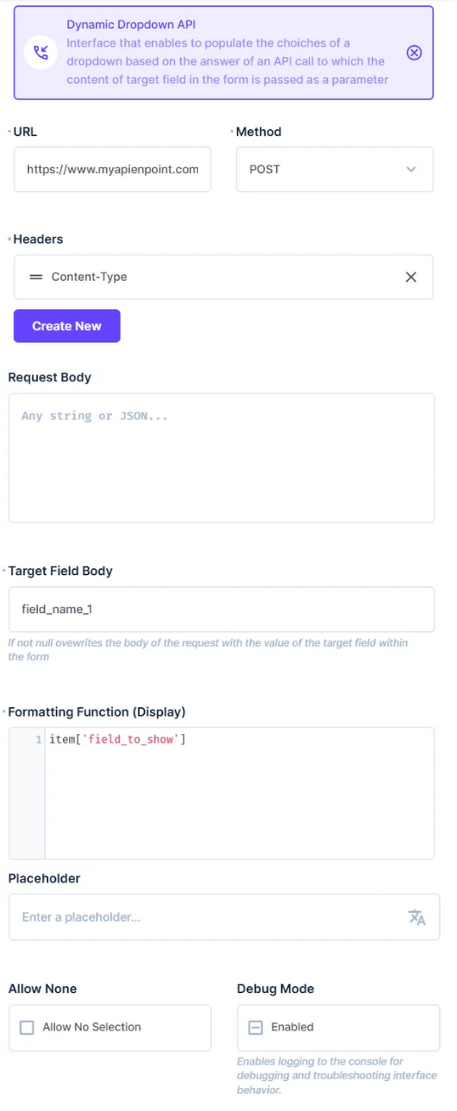 Dynamic Dropdown API
Interface that enables to populate the choiches of a
dropdown based on the answer of an API call to which the
content of target field in the form is passed as a parameter
URL
Method
https://www.myapienpoint.com
POST
Headers
Content-Type
Create New
Request Body
Any string or JSON...
Target Field Body
field_name_1
If not null ovewrites the body of the request with the value of the target field within
the form
Formatting Function (Display)
1 item['field_to_show']
Placeholder
Enter a placeholder...
Allow None
Debug Mode
Allow No Selection
Enabled
Enables logging to the console for
debugging and troubleshooting interface
behavior.